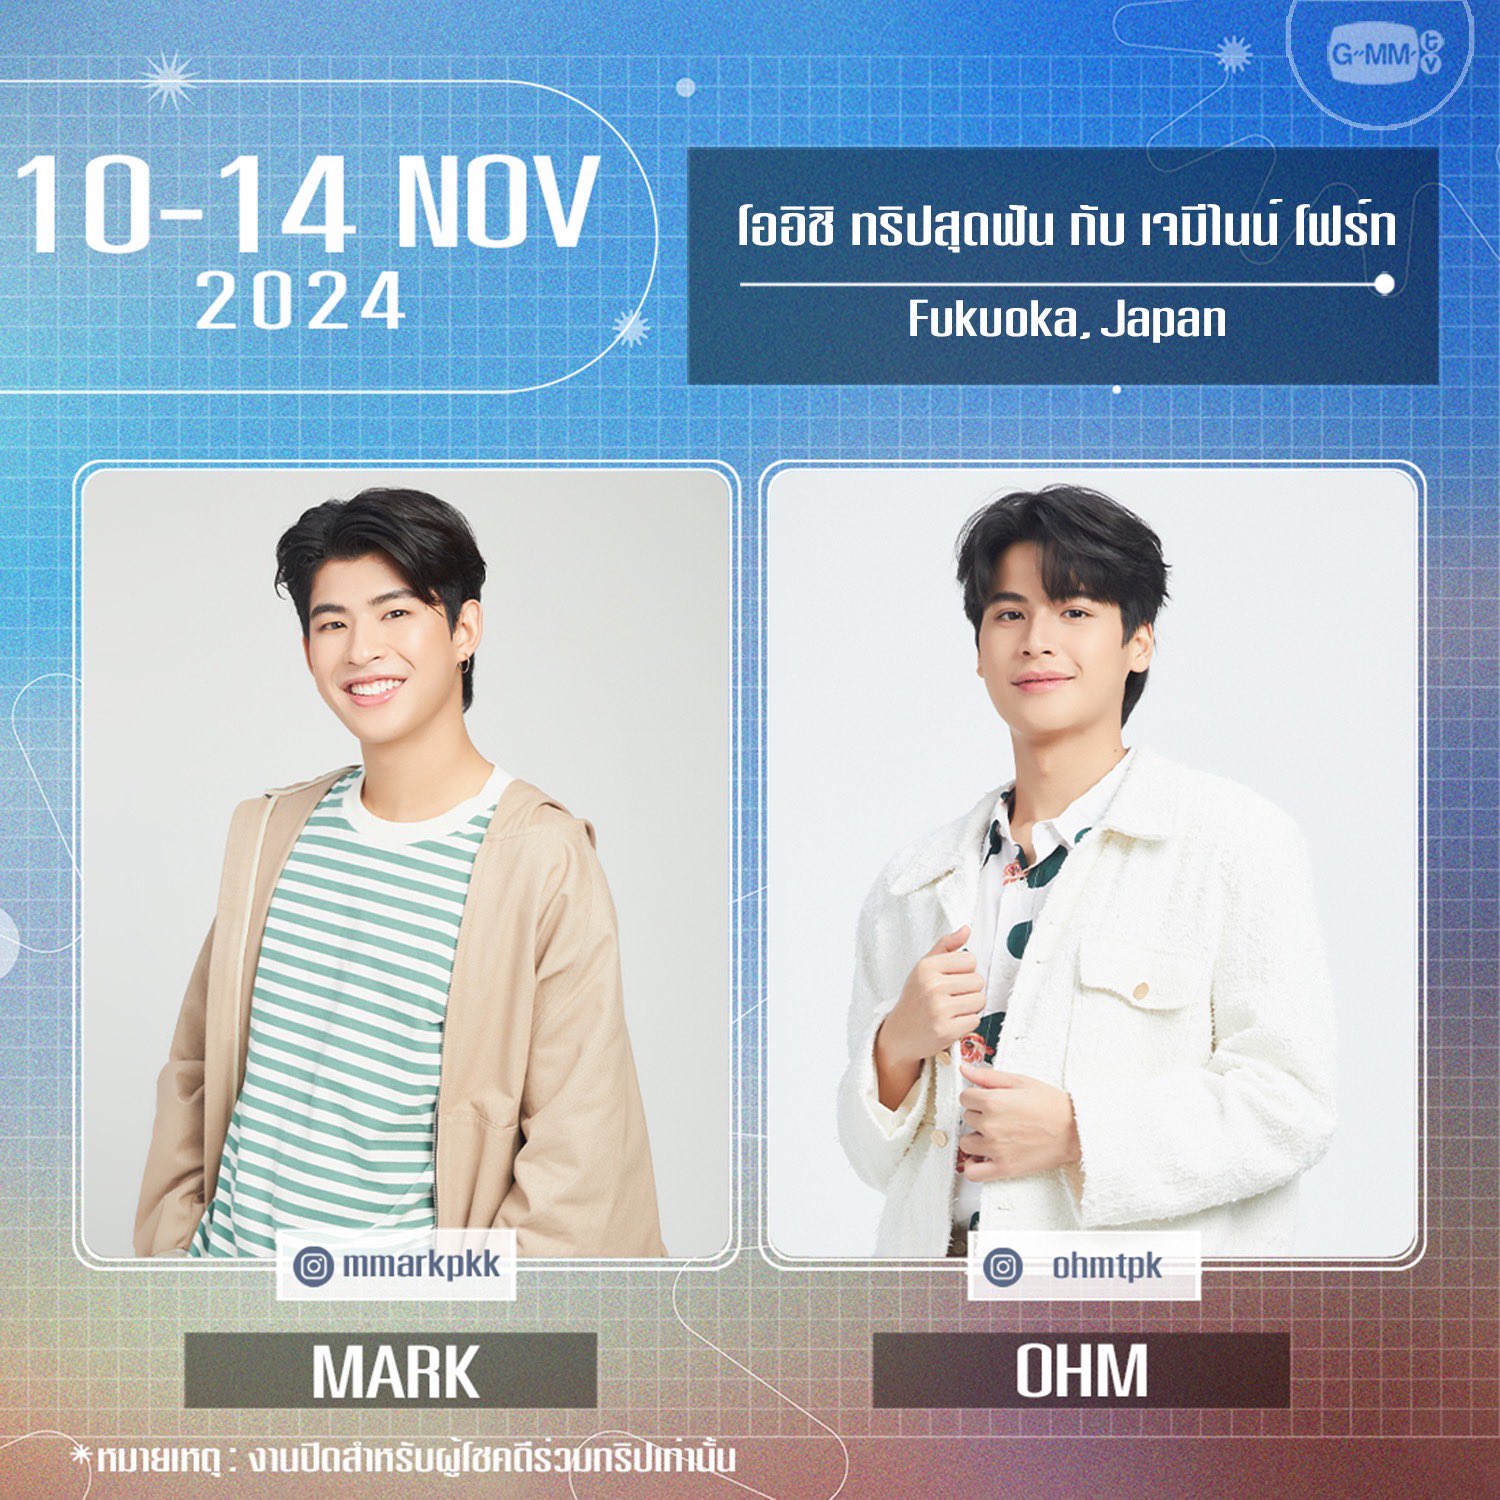 G"MM' tv
10-14 NOV
2024
โออิชิ ทริปสุดฟิน กับ เจมีไนน์ โฟร์ท
Fukuoka, Japan
mmarkpkk
ohmtpk
MARK
OHM
*หมายเหตุ : งานปิดสำหรับผู้โชคดีร่วมทริปเท่านั้น